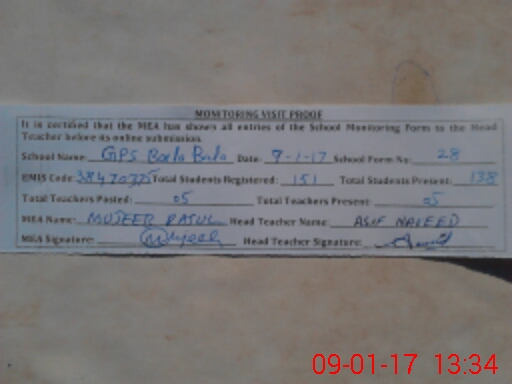 MONITORING VISIT PROOF
It is certified that the MEA has shown all entries of the School Monitoring Form to the Head
Teacher before its online submission.
School Name: GPS Bada Bala Date: 9-1-17 School Form No: 28
EMIS Code: Total Students Registered: 151 Total Students Present: 138
Total Teachers Posted: 05 Total Teachers Present: 05
MEA Name: MUJEEB RASUL Head Teacher Name: ASIF NAVEED
MEA Signature: Mujeeb Head Teacher Signature:
09-01-17 13:34